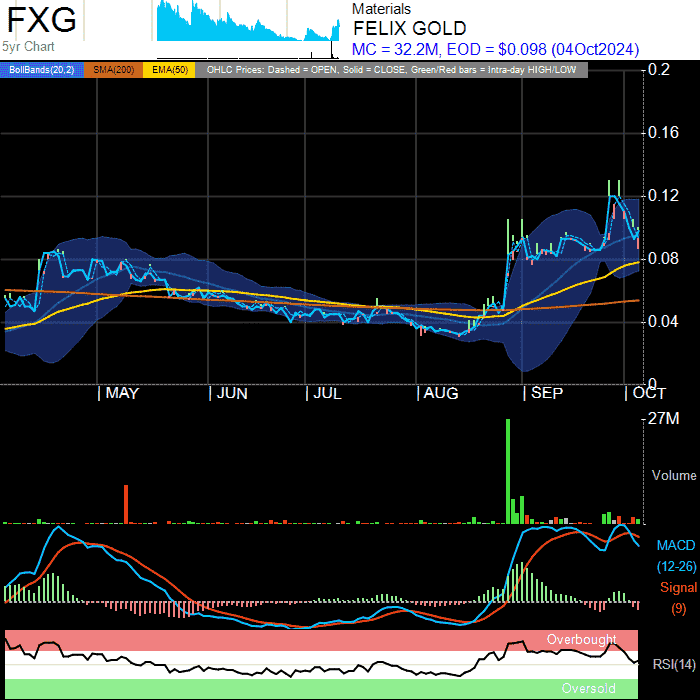 FXG
5yr Chart
Materials
FELIX GOLD
MC = 32.2M, EOD = $0.098 (04Oct2024)
BollBands(20,2) SMA(200) EMA(50) OHLC Prices: Dashed = OPEN, Solid = CLOSE, Green/Red bars = Intra-day HIGH/LOW
0.2
0.16
0.12
0.08
0.04
0
MAY JUN JUL AUG SEP OCT
27M
Volume
MACD
(12-26)
Signal
(9)
Overbought
RSI(14)
Oversold